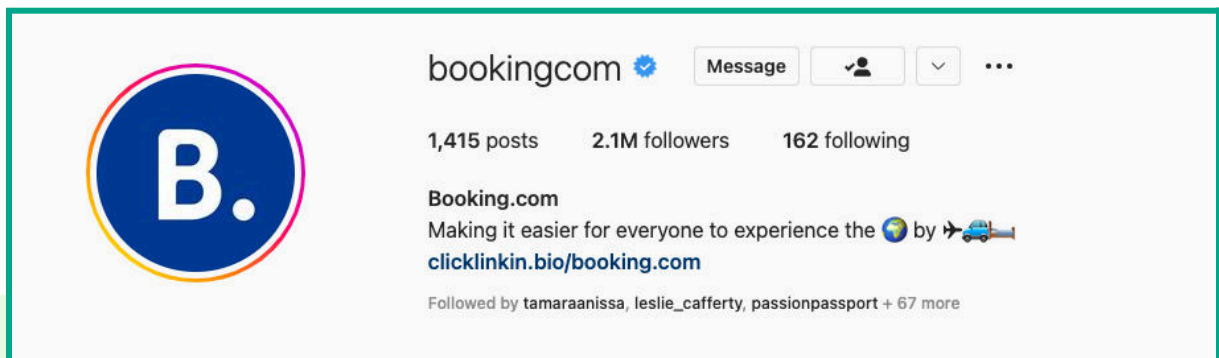 B.
bookingcom
Message
1,415 posts 2.1M followers 162 following
Booking.com
Making it easier for everyone to experience the 🌍 by ✈🚙🛏
clicklinkin.bio/booking.com
Followed by tamaraanissa, leslie_cafferty, passionpassport + 67 more